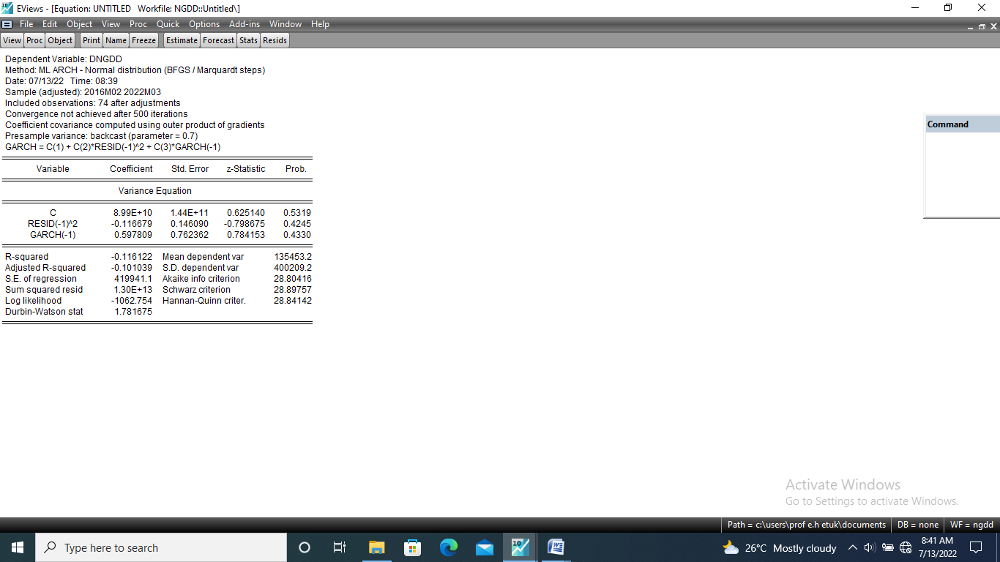 EViews - [Equation: UNTITLED Workfile: NGDD::Untitled\]
File Edit Object View Proc Quick Options Add-ins Window Help
View Proc Object Print Name Freeze Estimate Forecast Stats Resids
Dependent Variable: DNGDD
Method: ML ARCH - Normal distribution (BFGS / Marquardt steps)
Date: 07/13/22 Time: 08:39
Sample (adjusted): 2016M02 2022M03
Included observations: 74 after adjustments
Convergence not achieved after 500 iterations
Coefficient covariance computed using outer product of gradients
Presample variance: backcast (parameter = 0.7)
GARCH = C(1) + C(2)*RESID(-1)^2 + C(3)*GARCH(-1)
Variable Coefficient Std. Error z-Statistic Prob.
Variance Equation
C 8.99E+10 1.44E+11 0.625140 0.5319
RESID(-1)^2 -0.116679 0.146090 -0.798675 0.4245
GARCH(-1) 0.597809 0.762362 0.784153 0.4330
R-squared -0.116122 Mean dependent var 135453.2
Adjusted R-squared -0.101039 S.D. dependent var 400209.2
S.E. of regression 419941.1 Akaike info criterion 28.80416
Sum squared resid 1.30E+13 Schwarz criterion 28.89757
Log likelihood -1062.754 Hannan-Quinn criter. 28.84142
Durbin-Watson stat 1.781675
Command
Activate Windows
Go to Settings to activate Windows.
Path = c:\users\prof e.h etuk\documents DB = none WF = ngdd
Type here to search
10
26°C Mostly cloudy
8:41 AM
7/13/2022